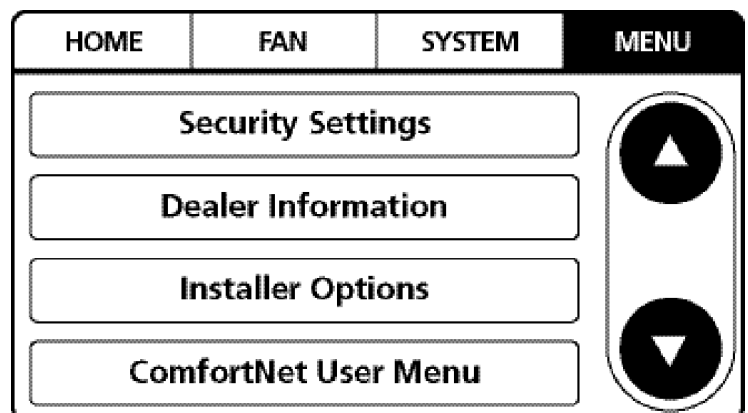 HOME FAN SYSTEM MENU
Security Settings
Dealer Information
Installer Options
ComfortNet User Menu